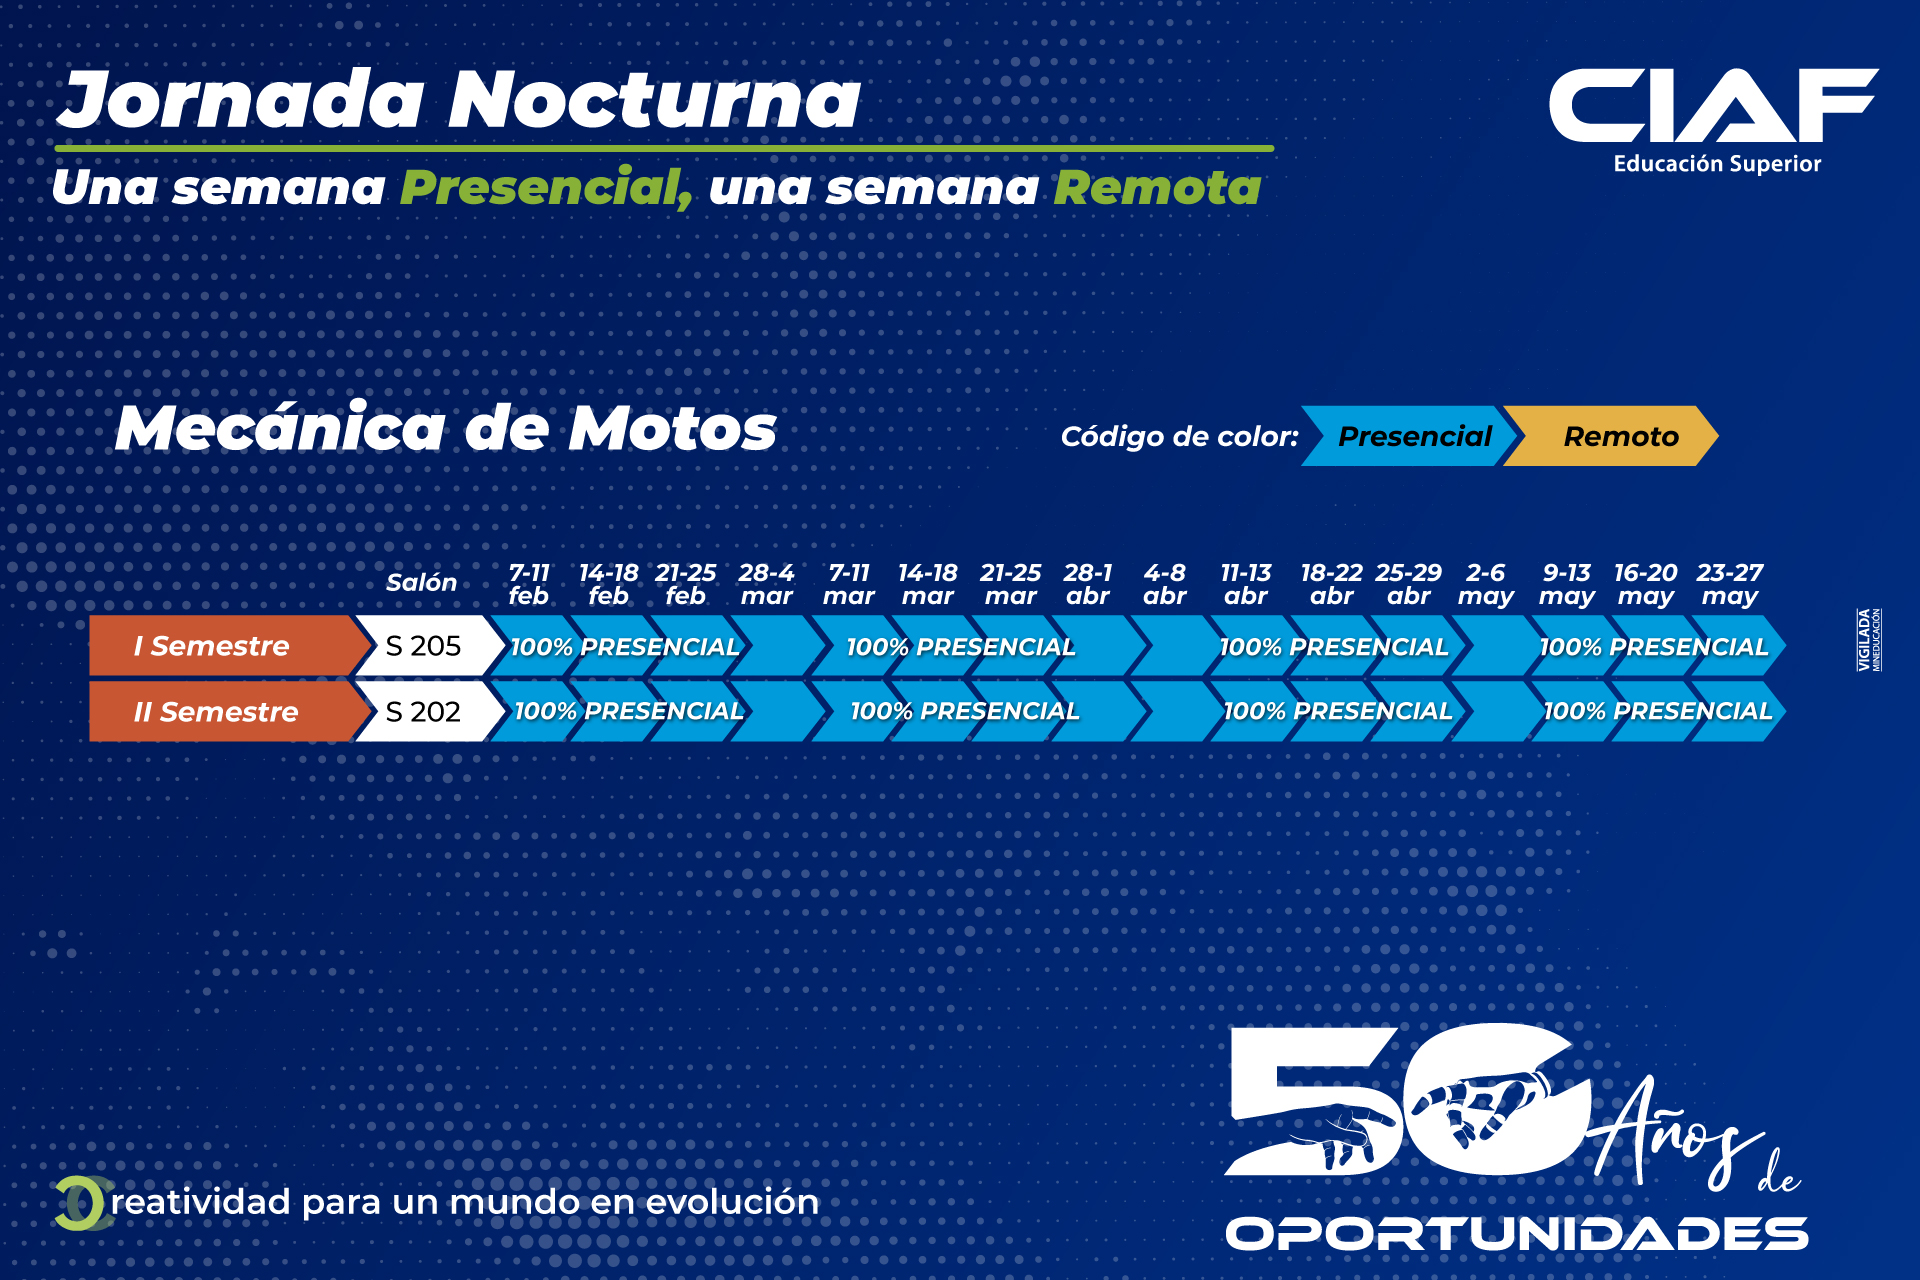 Jornada Nocturna
Una semana Presencial, una semana Remota
CIAF
Educación Superior
Mecánica de Motos
Código de color: Presencial Remoto
Salón 7-11 feb 14-18 feb 21-25 feb 28-4 mar 7-11 mar 14-18 mar 21-25 mar 28-1 abr 4-8 abr 11-13 abr 18-22 abr 25-29 abr 2-6 may 9-13 may 16-20 may 23-27 may
I Semestre S 205 100% PRESENCIAL 100% PRESENCIAL 100% PRESENCIAL 100% PRESENCIAL
II Semestre S 202 100% PRESENCIAL 100% PRESENCIAL 100% PRESENCIAL 100% PRESENCIAL
VIGILADA
MINEDUCACIÓN
50 Años de
OPORTUNIDADES
Creatividad para un mundo en evolución